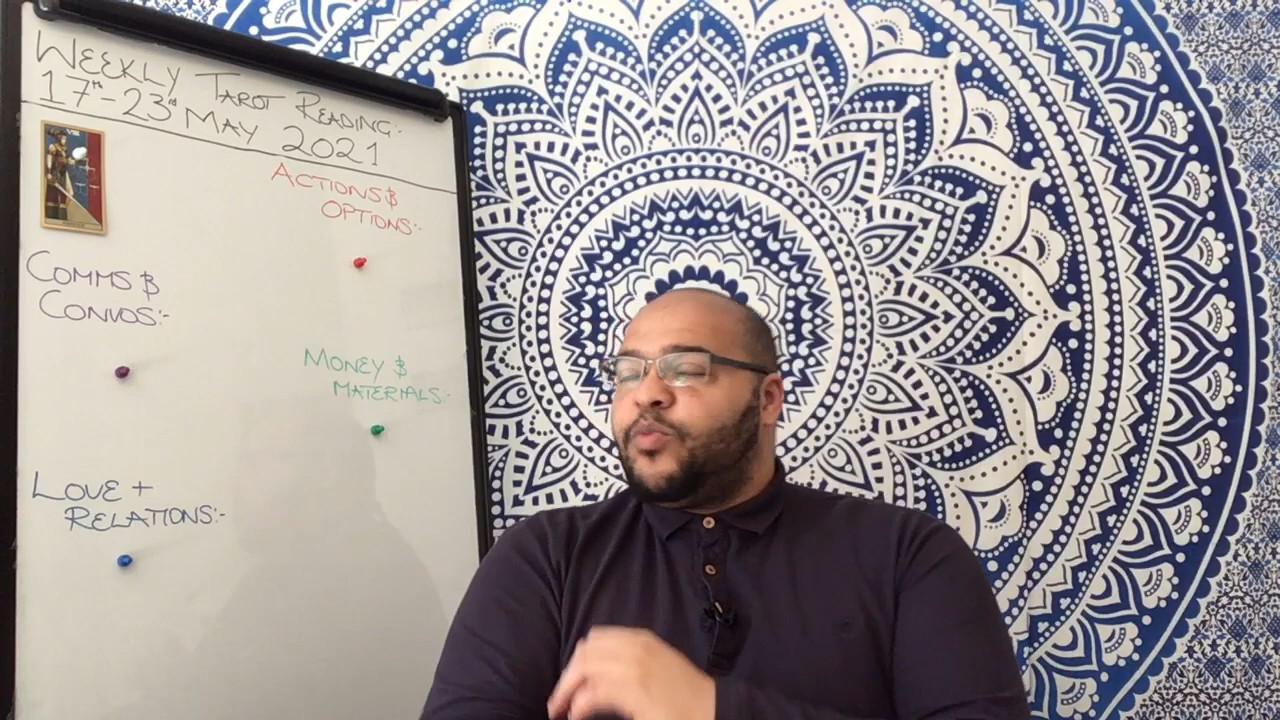 WEEKLY TAROT READING:-
17TH-23RD MAY 2021
ACTIONS &
OPTIONS:-
COMMS &
CONVOS:-
MONEY &
MATERIALS:-
LOVE +
RELATIONS:-